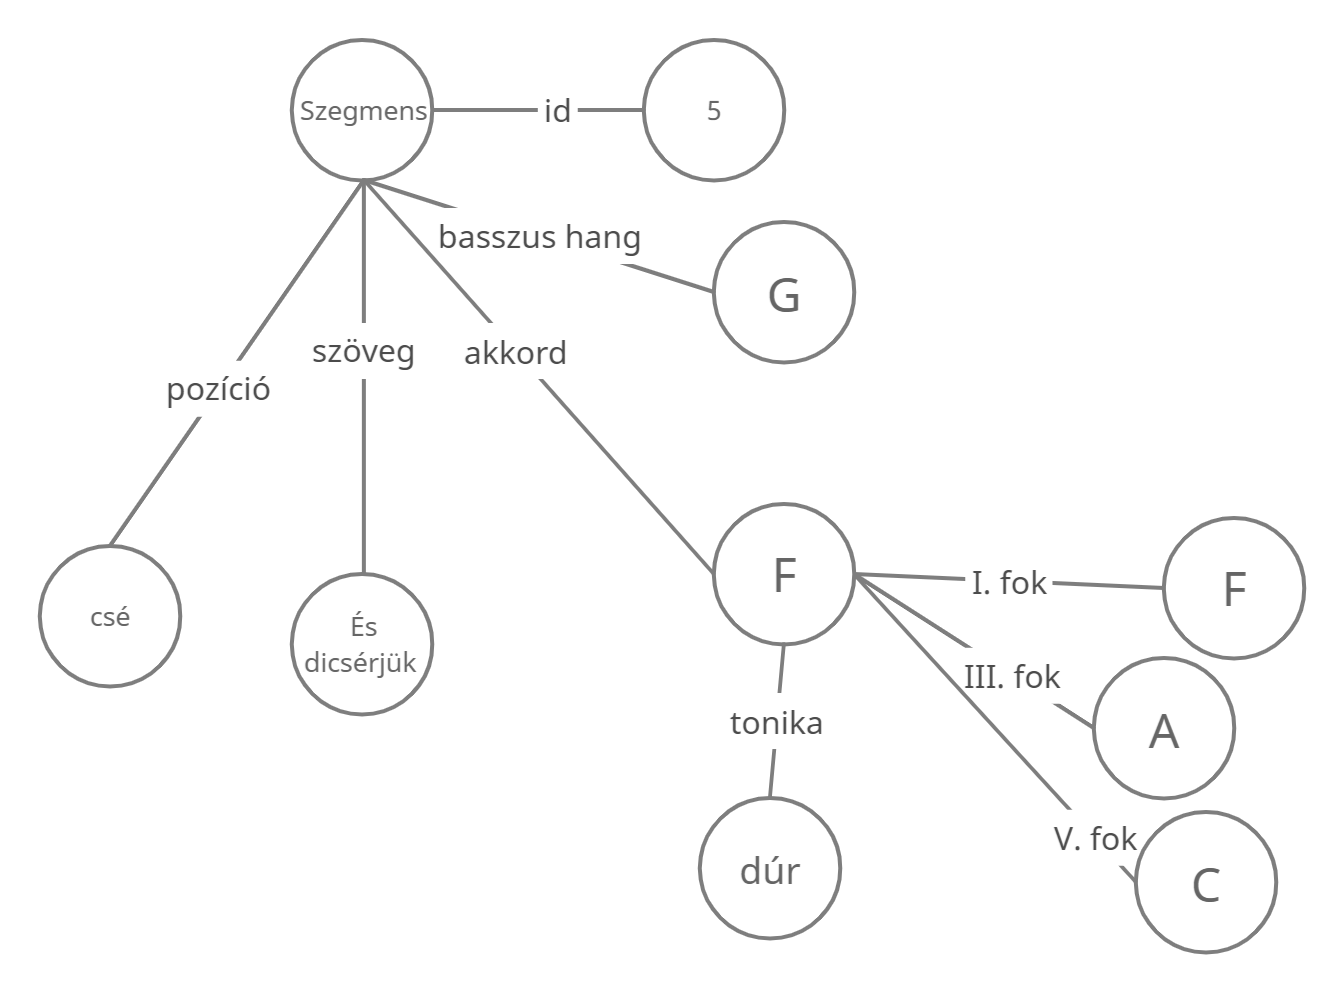 Szegmens
id
5
basszus hang
G
szöveg
akkord
pozíció
F
I. fok
F
csé
És
dicsérjük
III. fok
A
tonika
V. fok
dúr
C